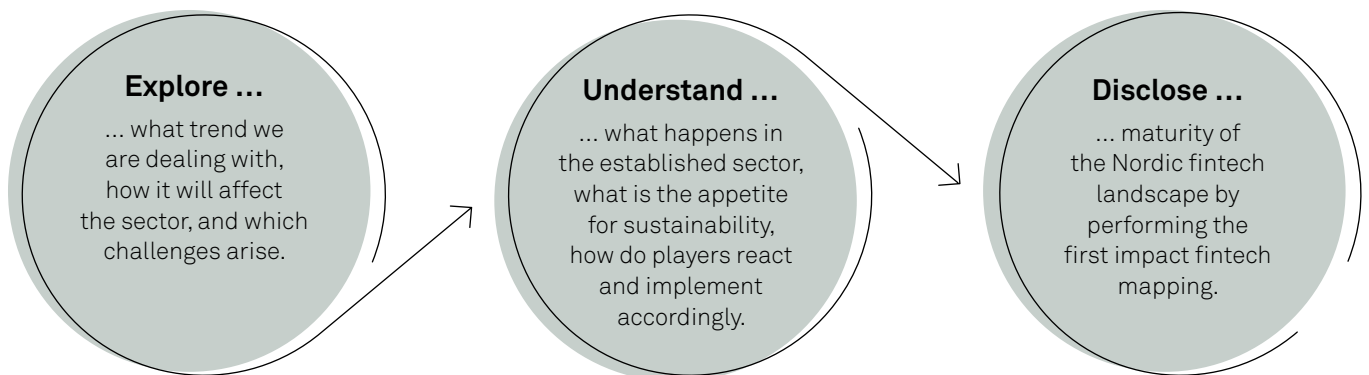 Explore ...
... what trend we
are dealing with,
how it will affect
the sector, and which
challenges arise.
Understand ...
... what happens in
the established sector,
what is the appetite
for sustainability,
how do players react
and implement
accordingly.
Disclose ...
... maturity of
the Nordic fintech
landscape by
performing the
first impact fintech
mapping.